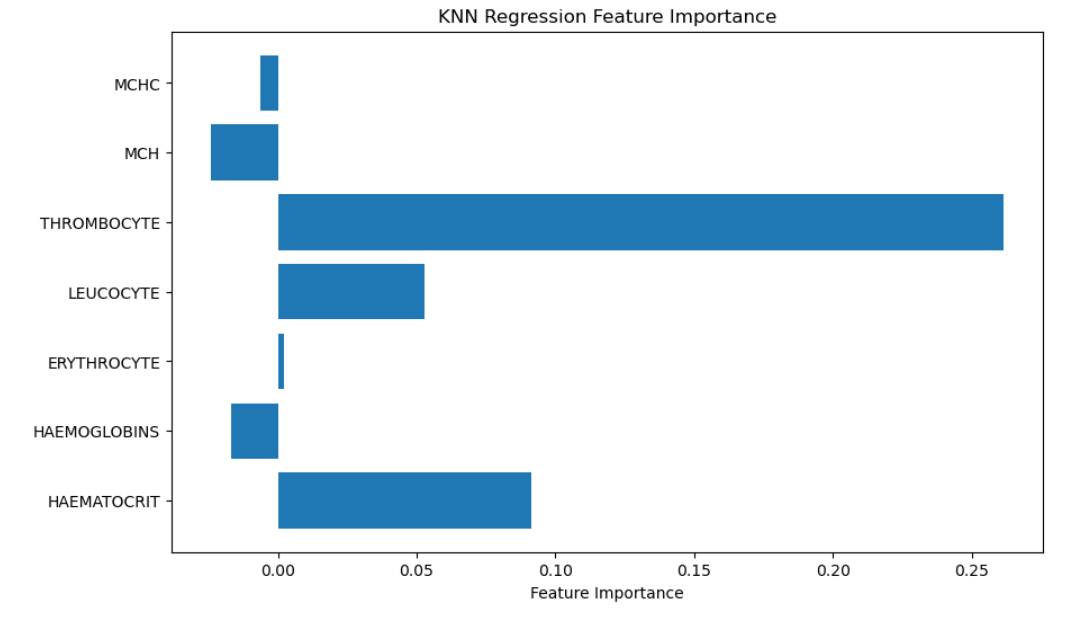 KNN Regression Feature Importance
MCHC
MCH
THROMBOCYTE
LEUCOCYTE
ERYTHROCYTE
HAEMOGLOBINS
HAEMATOCRIT
0.00 0.05 0.10 0.15 0.20 0.25
Feature Importance